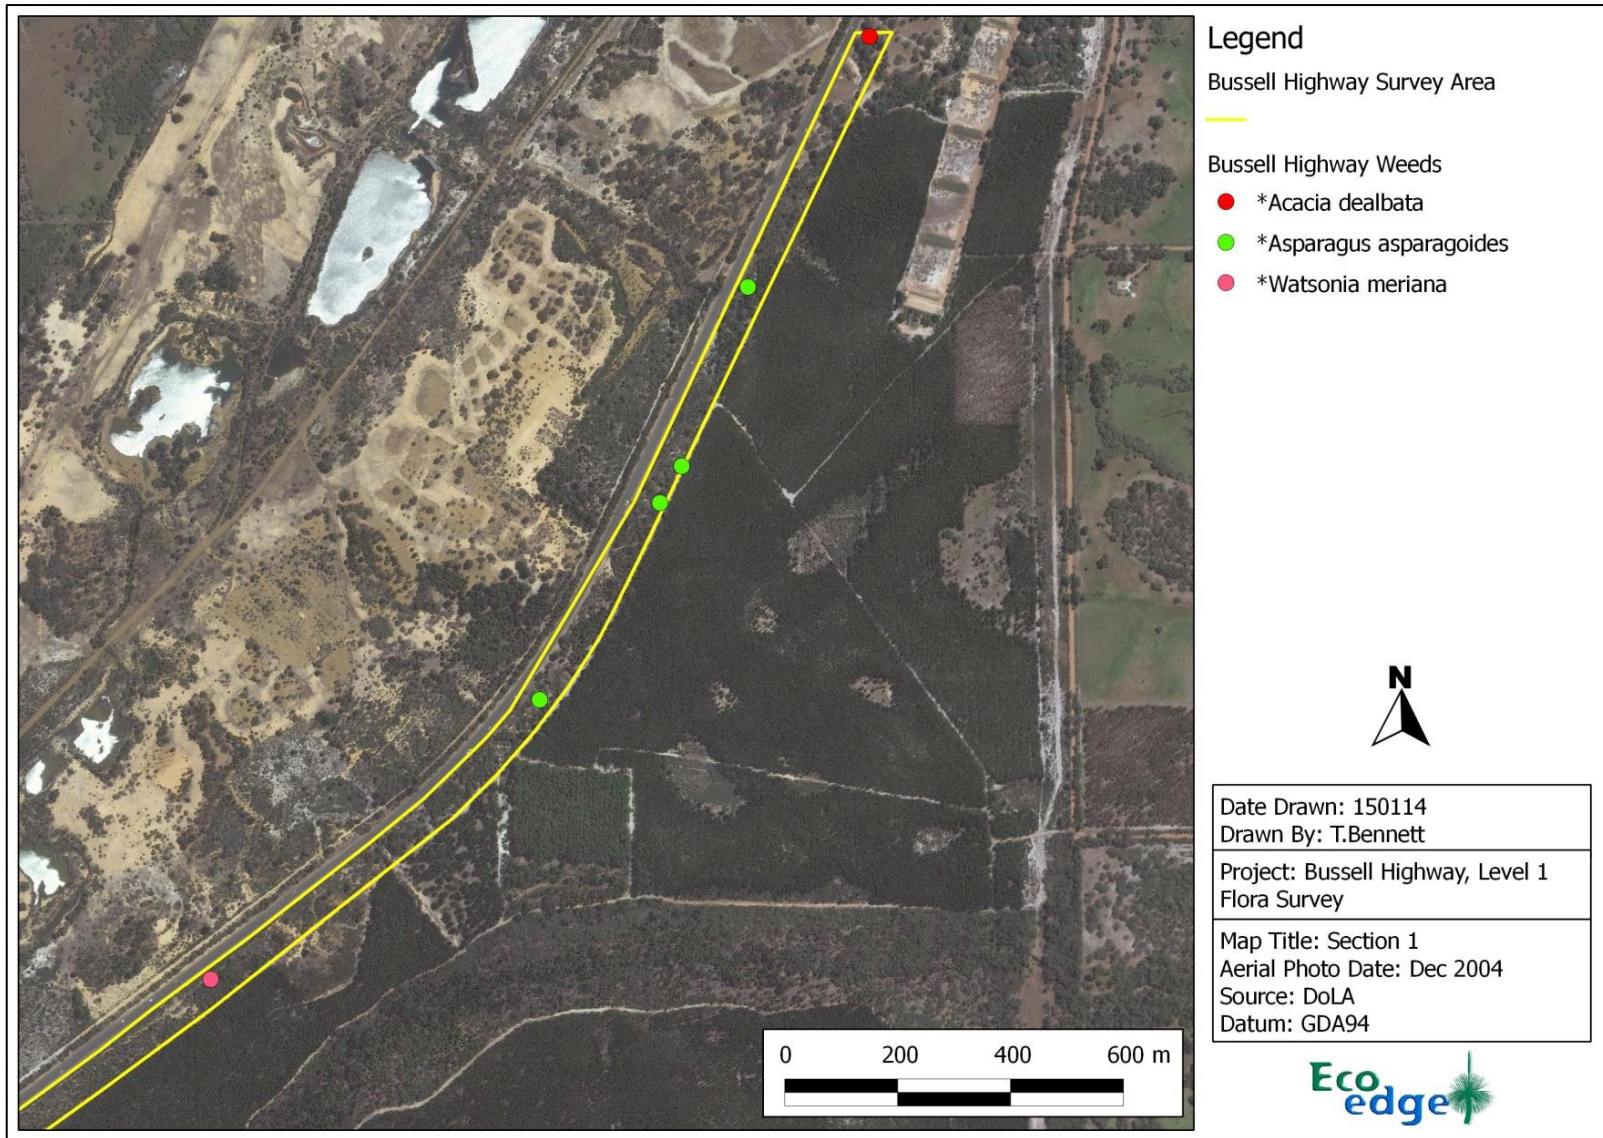 Legend
Bussell Highway Survey Area
Bussell Highway Weeds
*Acacia dealbata
*Asparagus asparagoides
*Watsonia meriana
N
Date Drawn: 150114
Drawn By: T.Bennett
Project: Bussell Highway, Level 1
Flora Survey
Map Title: Section 1
Aerial Photo Date: Dec 2004
Source: DoLA
Datum: GDA94
0 200 400 600 m
Eco
edge